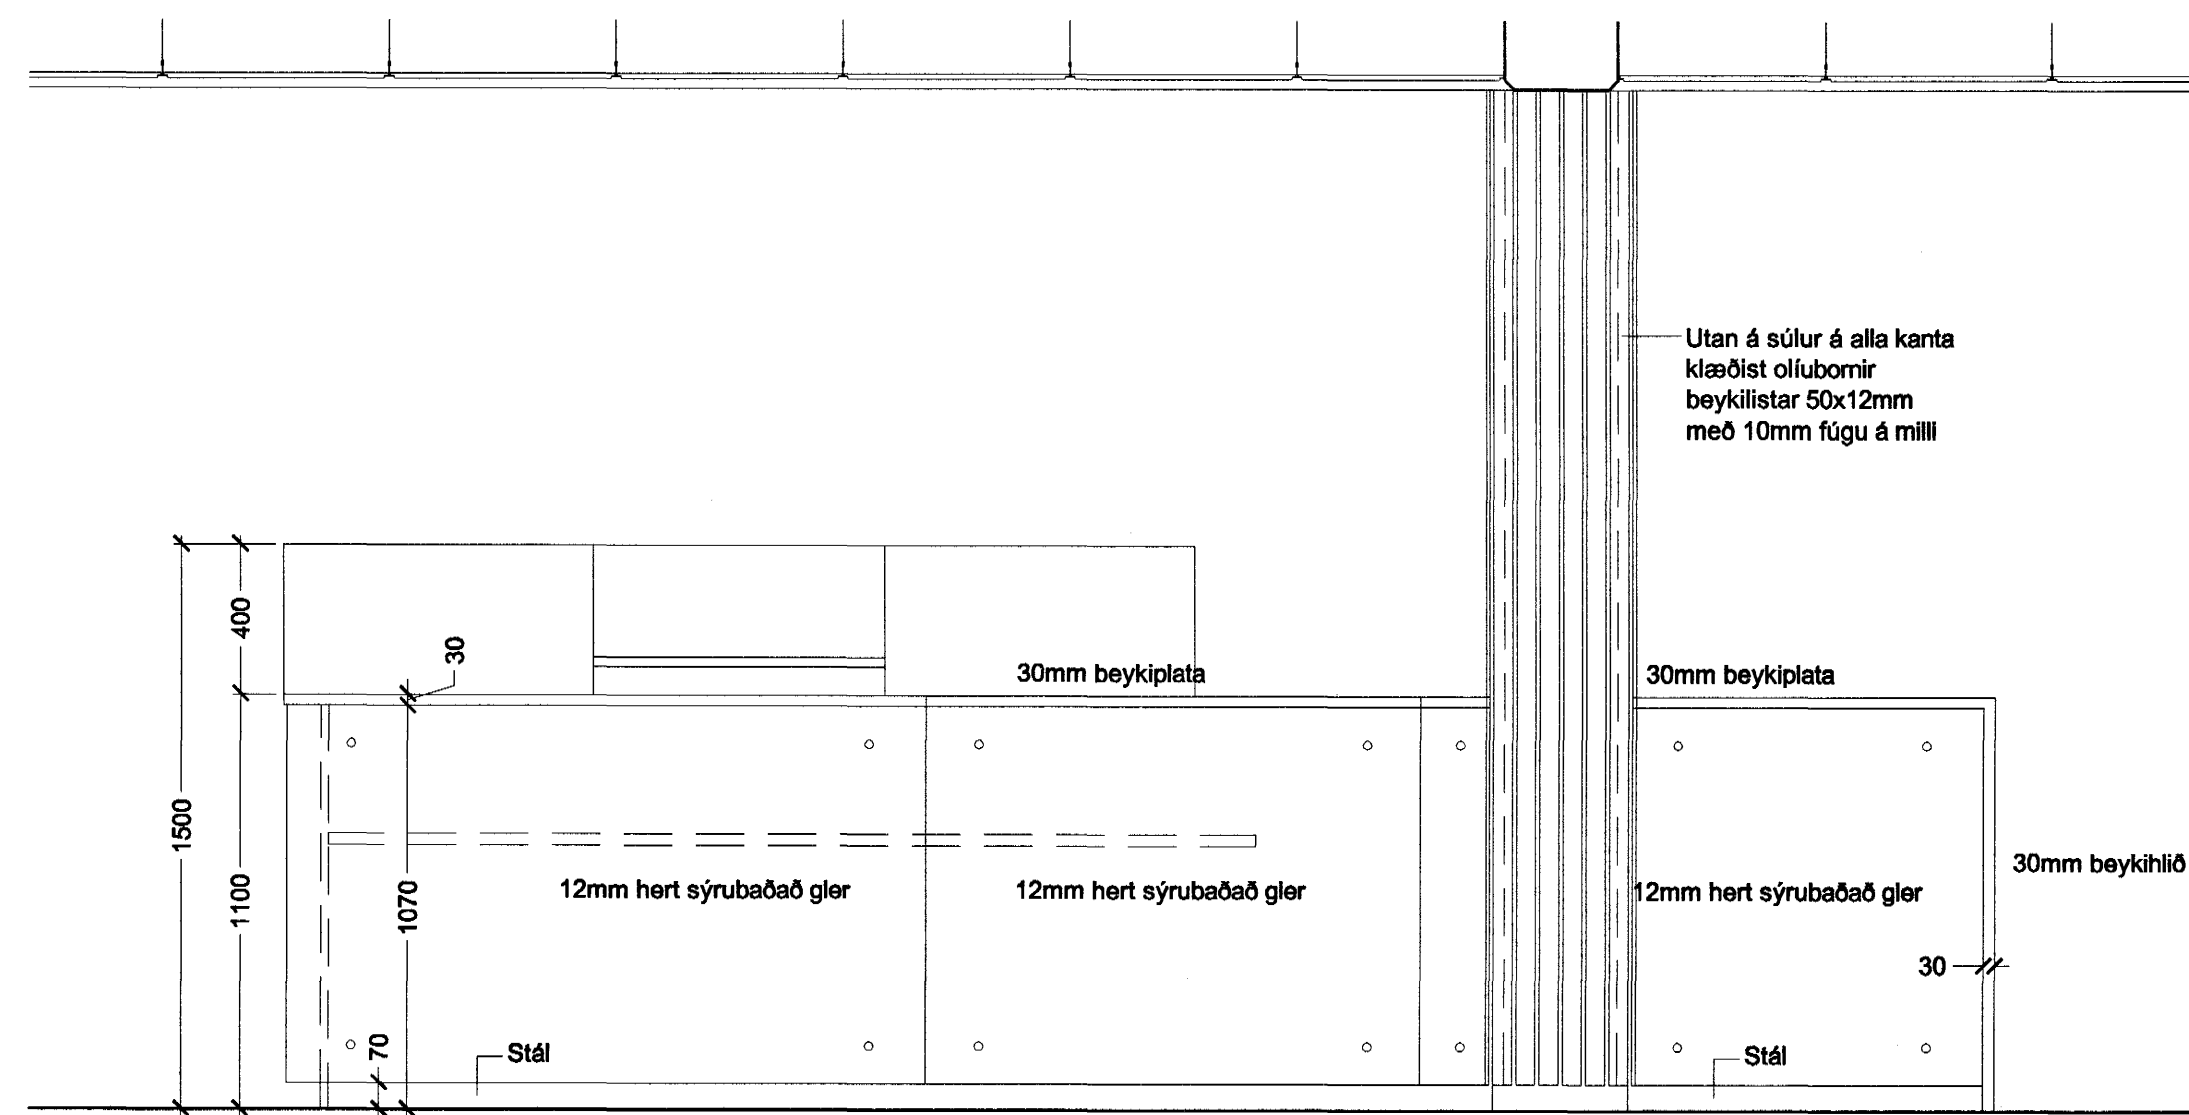 Utan á súlur á alla kanta
klæðist olíubornir
beykilistar 50x12mm
með 10mm fúgu á milli
400
30
30mm beykiplata
30mm beykiplata
1500
1100
1070
12mm hert sýrubaðað gler
12mm hert sýrubaðað gler
12mm hert sýrubaðað gler
30mm beykihlið
30
70
Stál
Stál